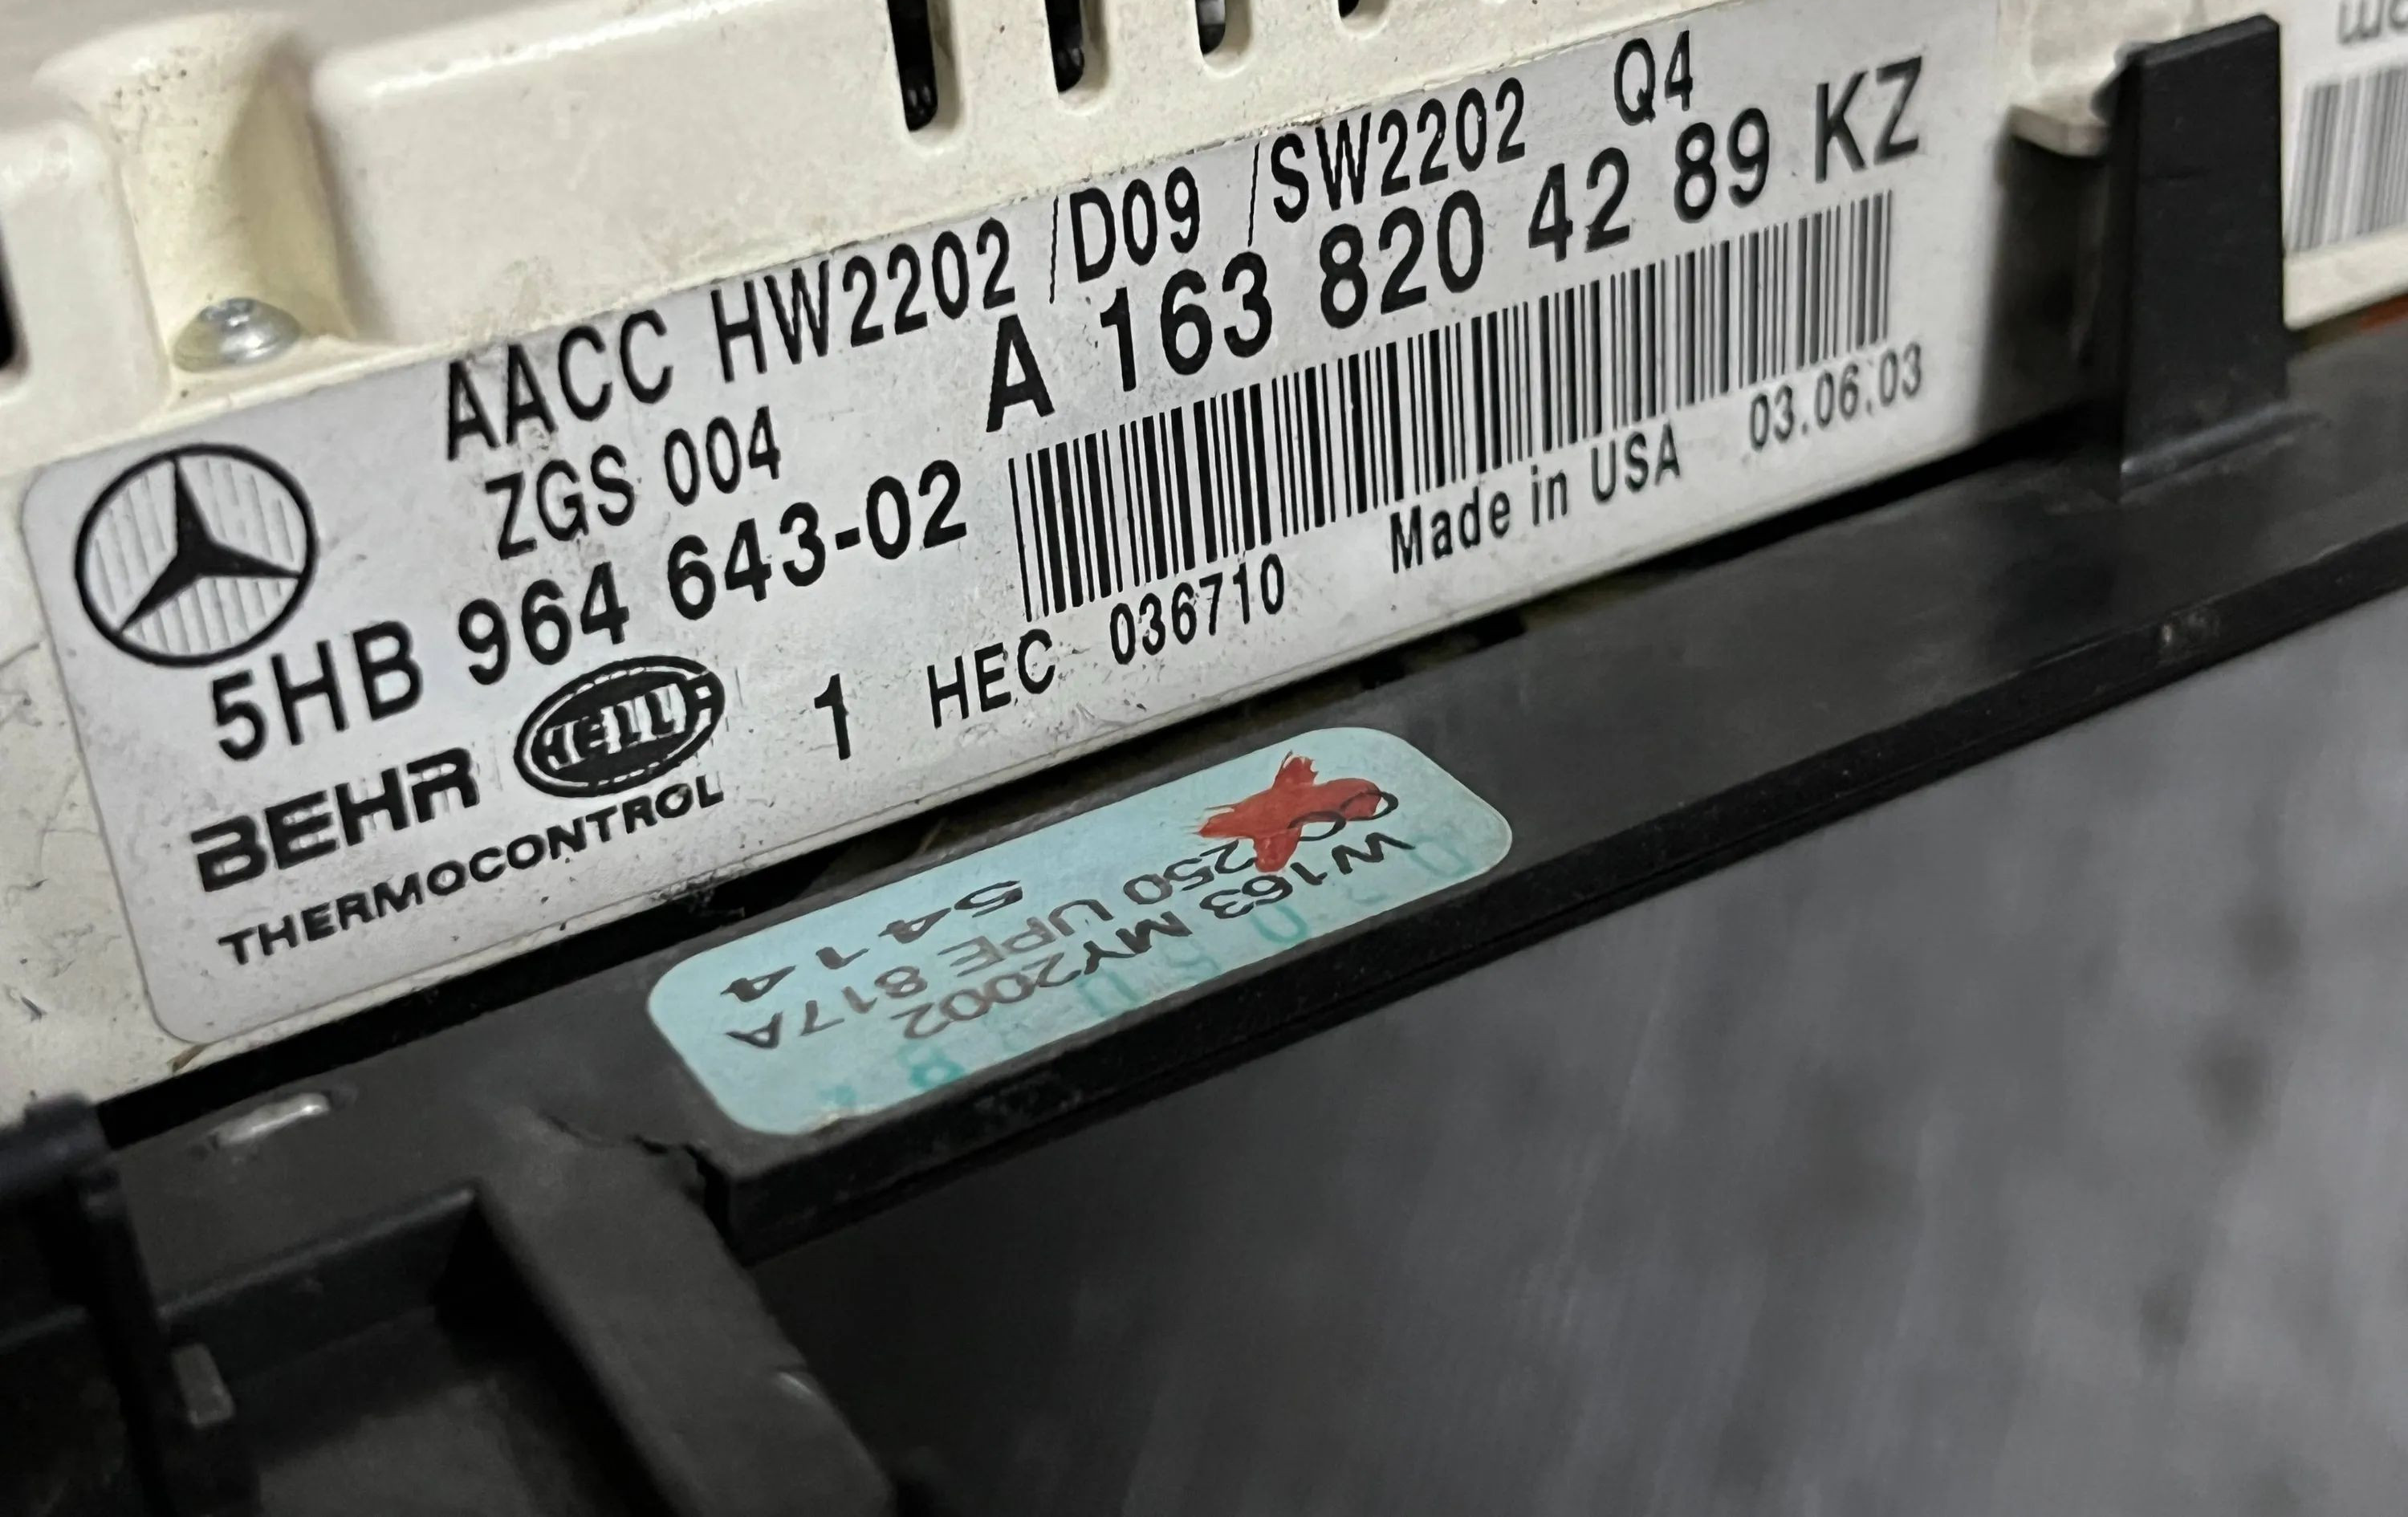 AACC HW2202 /D09 /SW2202 Q4
ZGS 004
A 163 820 42 89 KZ
5HB 964 643-02
BEHR HELLA
THERMOCONTROL
1 HEC 036710
Made in USA 03.06.03
W163 MY2002
250 UPE 817A
5414